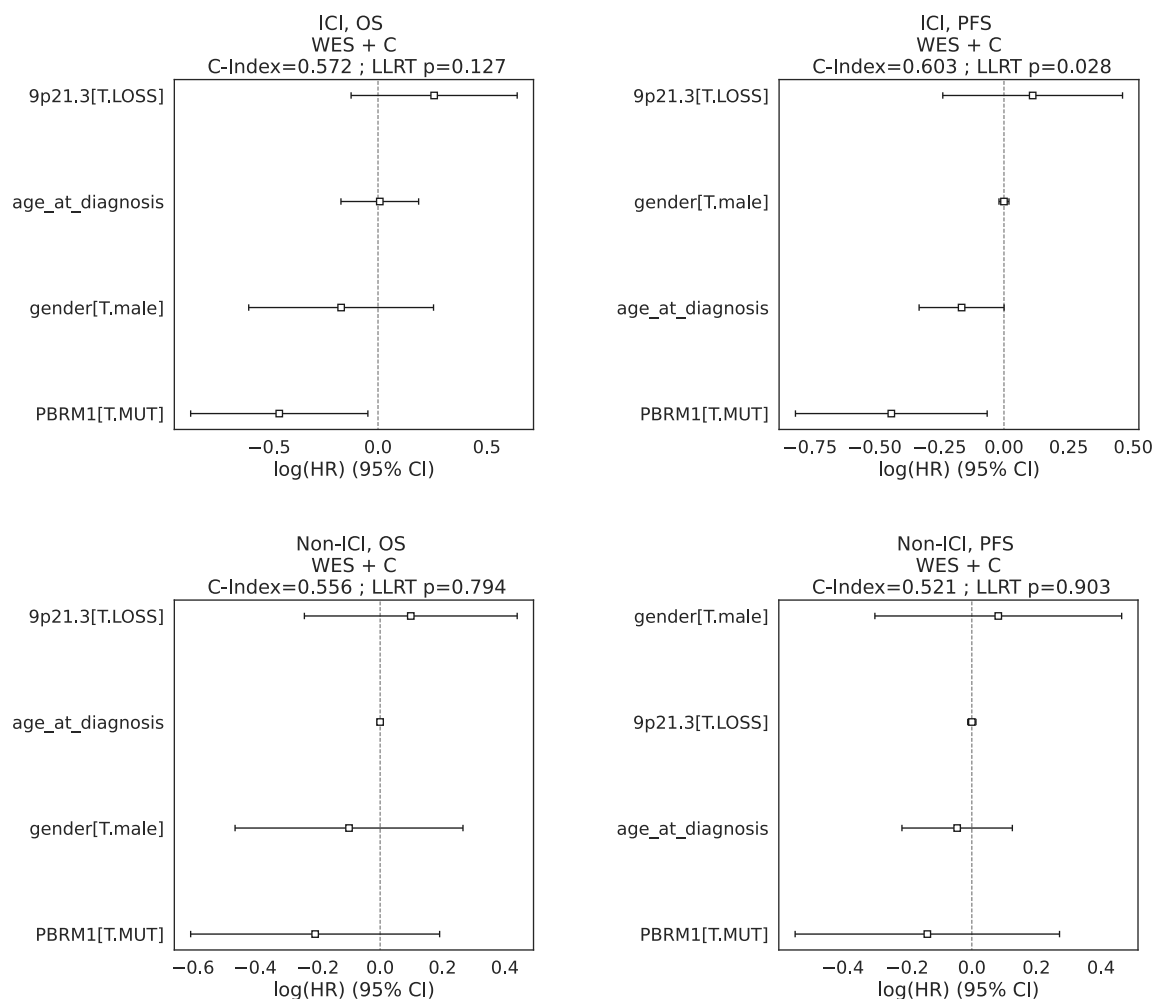 ICI, OS
WES + C
C-Index=0.572 ; LLRT p=0.127
9p21.3[T.LOSS]
age_at_diagnosis
gender[T.male]
PBRM1[T.MUT]
−0.5 0.0 0.5
log(HR) (95% CI)
ICI, PFS
WES + C
C-Index=0.603 ; LLRT p=0.028
9p21.3[T.LOSS]
gender[T.male]
age_at_diagnosis
PBRM1[T.MUT]
−0.75 −0.25 0.00 0.25 0.50
log(HR) (95% CI)
Non-ICI, OS
WES + C
C-Index=0.556 ; LLRT p=0.794
9p21.3[T.LOSS]
age_at_diagnosis
gender[T.male]
PBRM1[T.MUT]
−0.6 −0.2 0.0 0.2 0.4
log(HR) (95% CI)
Non-ICI, PFS
WES + C
C-Index=0.521 ; LLRT p=0.903
gender[T.male]
9p21.3[T.LOSS]
age_at_diagnosis
PBRM1[T.MUT]
−0.4 −0.2 0.0 0.2 0.4
log(HR) (95% CI)